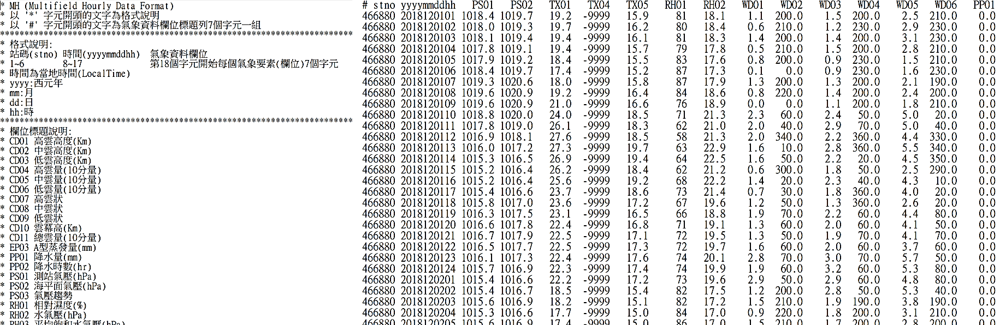 * MH (Multifield Hourly Data Format)
* 以 '*' 字元開頭的文字為格式說明
* 以 '#' 字元開頭的文字為氣象資料欄位標題列7個字元一組
********************************************************************************
* 格式說明:
* 站碼(stno) 時間(yyyymmddhh)  氣象資料欄位
* 1~6        8~17              第18個字元開始每個氣象要素(欄位)7個字元
* 時間為當地時間(LocalTime)
* yyyy:西元年
* mm:月
* dd:日
* hh:時
********************************************************************************
* 欄位標題說明:
* CD01 高雲高度(Km)
* CD02 中雲高度(Km)
* CD03 低雲高度(Km)
* CD04 高雲量(10分量)
* CD05 中雲量(10分量)
* CD06 低雲量(10分量)
* CD07 高雲狀
* CD08 中雲狀
* CD09 低雲狀
* CD10 雲幕高(Km)
* CD11 總雲量(10分量)
* EP03 A型蒸發量(mm)
* PP01 降水量(mm)
* PP02 降水時數(hr)
* PS01 測站氣壓(hPa)
* PS02 海平面氣壓(hPa)
* PS03 氣壓趨勢
* RH01 相對濕度(%)
* RH02 水氣壓(hPa)
* RH03 平均飽和水氣壓(hPa)
# stno yyyymmddhh   PS01   PS02   TX01   TX04   TX05   RH01   RH02   WD01   WD02   WD03   WD04   WD05   WD06   PP01
466880 2018120101 1018.4 1019.7   19.2  -9999   15.9     81   18.1    1.1  200.0    1.5  200.0    2.5  210.0    0.0
466880 2018120102 1018.0 1019.3   19.7  -9999   16.2     80   18.4    0.6  210.0    1.2  230.0    2.9  230.0    0.0
466880 2018120103 1018.1 1019.4   19.4  -9999   16.1     81   18.3    1.4  200.0    1.4  200.0    3.1  230.0    0.0
466880 2018120104 1017.8 1019.1   19.4  -9999   15.7     79   17.8    0.5  210.0    1.5  200.0    2.8  210.0    0.0
466880 2018120105 1017.9 1019.2   18.4  -9999   15.5     83   17.6    0.8  200.0    0.9  230.0    1.5  210.0    0.0
466880 2018120106 1018.4 1019.7   17.4  -9999   15.2     87   17.3    0.1    0.0    0.9  230.0    1.6  230.0    0.0
466880 2018120107 1019.3 1020.6   18.0  -9999   15.8     87   17.9    1.3  200.0    1.3  200.0    2.1  190.0    0.0
466880 2018120108 1019.6 1020.9   19.2  -9999   16.4     84   18.6    0.8  220.0    1.4  200.0    2.4  200.0    0.0
466880 2018120109 1019.6 1020.9   21.0  -9999   16.6     76   18.9    0.0    0.0    1.1  200.0    1.8  210.0    0.0
466880 2018120110 1018.8 1020.0   24.0  -9999   18.5     71   21.3    2.3   60.0    2.4   50.0    5.0   20.0    0.0
466880 2018120111 1017.8 1019.0   26.1  -9999   18.3     62   21.0    2.0   40.0    2.9   70.0    5.0   40.0    0.0
466880 2018120112 1016.9 1018.1   27.6  -9999   18.5     58   21.3    2.0  340.0    2.2  360.0    4.4  330.0    0.0
466880 2018120113 1016.0 1017.2   27.3  -9999   19.7     63   22.9    1.6   10.0    2.8  360.0    5.5  340.0    0.0
466880 2018120114 1015.3 1016.5   26.9  -9999   19.4     64   22.5    1.6   50.0    2.2   20.0    4.5  350.0    0.0
466880 2018120115 1015.2 1016.4   26.2  -9999   18.4     62   21.2    0.6  300.0    1.8   50.0    2.5  290.0    0.0
466880 2018120116 1015.2 1016.4   25.6  -9999   19.2     68   22.2    1.4   20.0    2.3   40.0    4.3   10.0    0.0
466880 2018120117 1015.4 1016.6   23.7  -9999   18.6     73   21.4    0.7   30.0    1.8  360.0    4.0   20.0    0.0
466880 2018120118 1015.8 1017.0   23.6  -9999   17.2     67   19.6    1.2   50.0    1.3  360.0    2.6   20.0    0.0
466880 2018120119 1016.3 1017.5   23.1  -9999   16.5     66   18.8    1.9   70.0    2.2   60.0    4.4   80.0    0.0
466880 2018120120 1016.6 1017.8   22.4  -9999   16.8     71   19.1    1.3   60.0    2.0   60.0    4.1   50.0    0.0
466880 2018120121 1016.7 1017.9   22.5  -9999   17.1     72   19.5    1.3   50.0    1.9   70.0    4.1   70.0    0.0
466880 2018120122 1016.5 1017.7   22.5  -9999   17.3     72   19.7    1.6   60.0    2.0   60.0    3.7   60.0    0.0
466880 2018120123 1016.1 1017.3   22.4  -9999   17.6     74   20.1    2.8   70.0    3.0   70.0    5.7   50.0    0.0
466880 2018120124 1015.7 1016.9   22.3  -9999   17.4     74   19.9    1.9   60.0    3.2   60.0    5.3   80.0    0.0
466880 2018120201 1015.4 1016.6   22.2  -9999   17.2     73   19.6    2.9   50.0    2.9   60.0    4.8   80.0    0.0
466880 2018120202 1015.4 1016.7   18.5  -9999   15.4     82   17.5    1.2  200.0    2.8   50.0    5.3   40.0    0.0
466880 2018120203 1015.6 1016.9   18.2  -9999   15.1     82   17.2    1.5  210.0    1.9  190.0    3.8  190.0    0.0
466880 2018120204 1015.3 1016.6   17.7  -9999   15.0     84   17.0    0.9  220.0    1.8  200.0    3.1  210.0    0.0
466880 2018120205 1015.6 1016.9   17.4  -9999   15.0     86   17.0    1.5  210.0    1.7  200.0    2.8  200.0    0.0